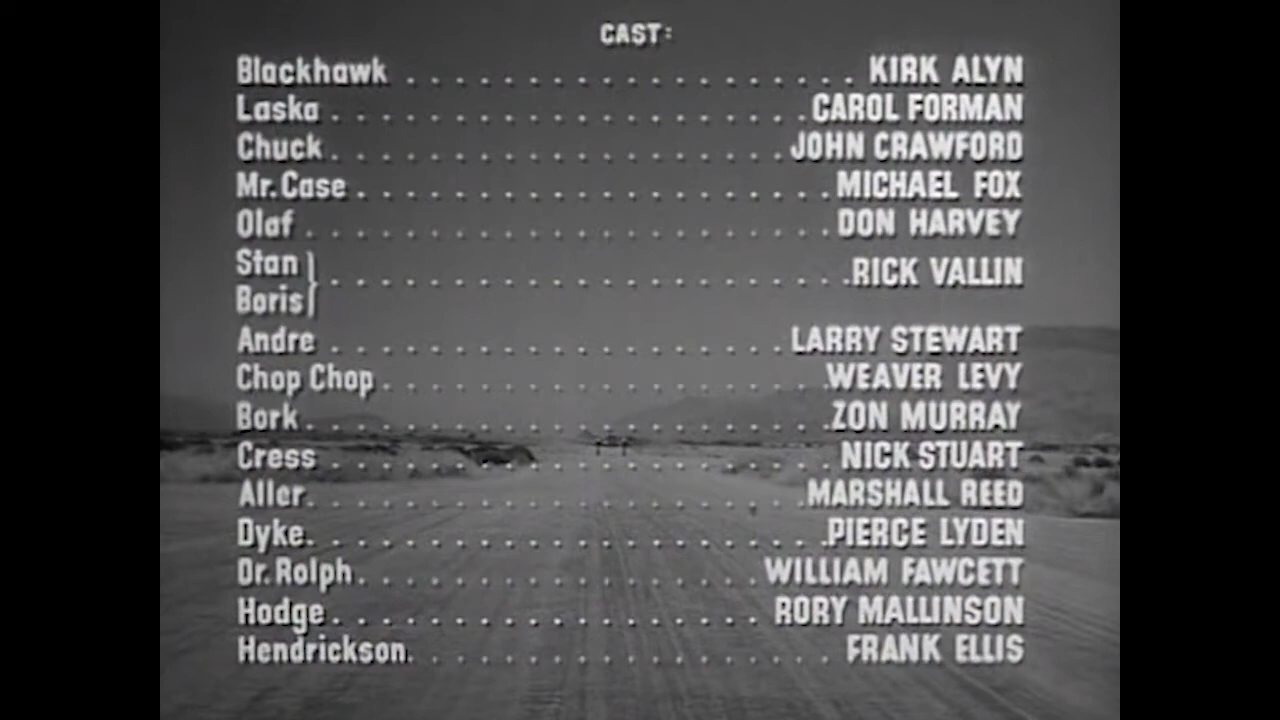 CAST:
Blackhawk . . . . . . . . . . . . . . . . . . . KIRK ALYN
Laska . . . . . . . . . . . . . . . . . . . . CAROL FORMAN
Chuck . . . . . . . . . . . . . . . . . . . JOHN CRAWFORD
Mr. Case . . . . . . . . . . . . . . . . . . . . MICHAEL FOX
Olaf . . . . . . . . . . . . . . . . . . . . . . DON HARVEY
Stan } . . . . . . . . . . . . . . . . . . . . . . RICK VALLIN
Boris }
Andre . . . . . . . . . . . . . . . . . . . LARRY STEWART
Chop Chop . . . . . . . . . . . . . . . . . . . WEAVER LEVY
Bork . . . . . . . . . . . . . . . . . . . . . . ZON MURRAY
Cress . . . . . . . . . . . . . . . . . . . . . NICK STUART
Aller . . . . . . . . . . . . . . . . . . . . . MARSHALL REED
Dyke . . . . . . . . . . . . . . . . . . . . . . PIERCE LYDEN
Dr. Rolph . . . . . . . . . . . . . . . . . WILLIAM FAWCETT
Hodge . . . . . . . . . . . . . . . . . . RORY MALLINSON
Hendrickson . . . . . . . . . . . . . . . . . . FRANK ELLIS